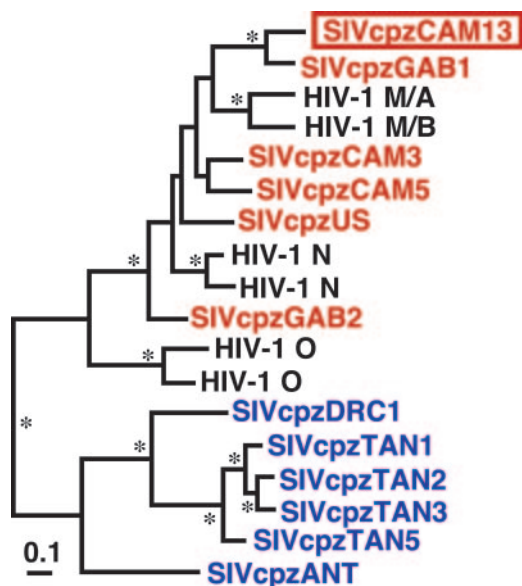 *
SIVcpzCAM13
SIVcpzGAB1
*
HIV-1 M/A
HIV-1 M/B
SIVcpzCAM3
SIVcpzCAM5
SIVcpzUS
*
*
HIV-1 N
HIV-1 N
SIVcpzGAB2
*
HIV-1 O
HIV-1 O
*
SIVcpzDRC1
*
*
SIVcpzTAN1
SIVcpzTAN2
*
*
SIVcpzTAN3
SIVcpzTAN5
0.1
SIVcpzANT